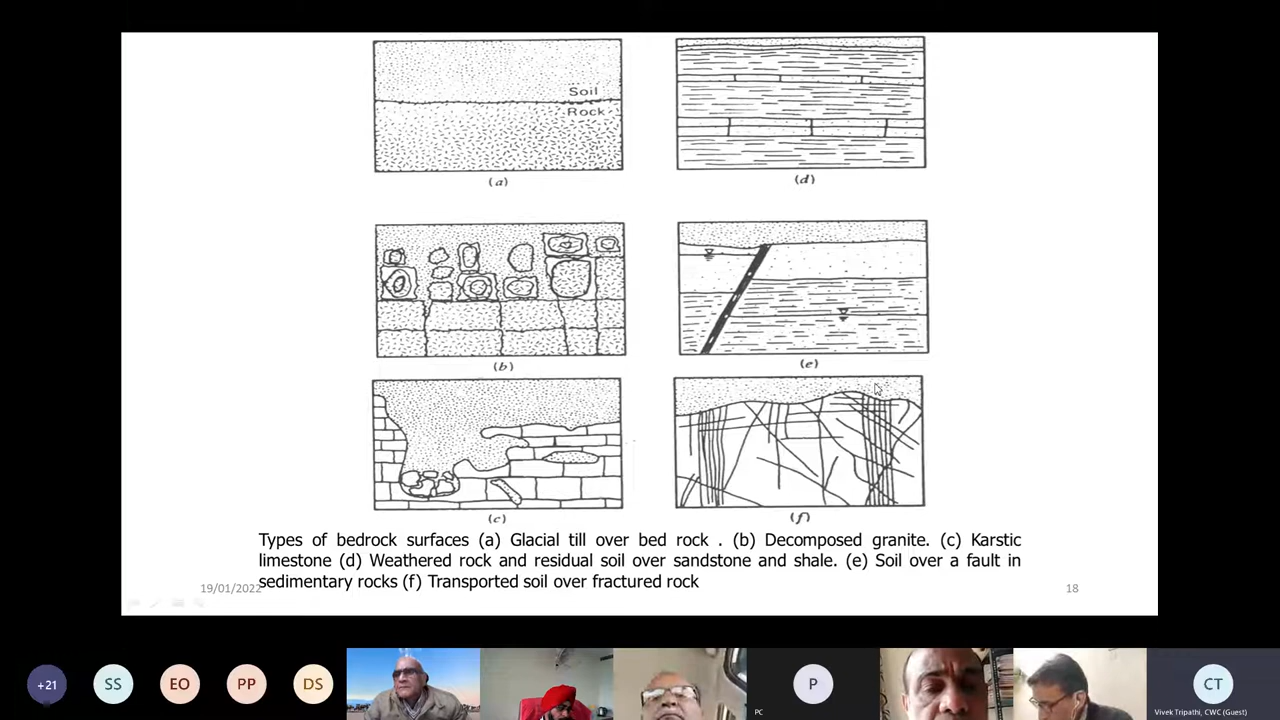 Soil
Rock
(a)
(d)
(b)
(e)
(c)
(f)
Types of bedrock surfaces (a) Glacial till over bed rock . (b) Decomposed granite. (c) Karstic
limestone (d) Weathered rock and residual soil over sandstone and shale. (e) Soil over a fault in
sedimentary rocks (f) Transported soil over fractured rock
19/01/2022
18
+21
SS
EO
PP
DS
P
CT
PC
Vivek Tripathi, CWC (Guest)